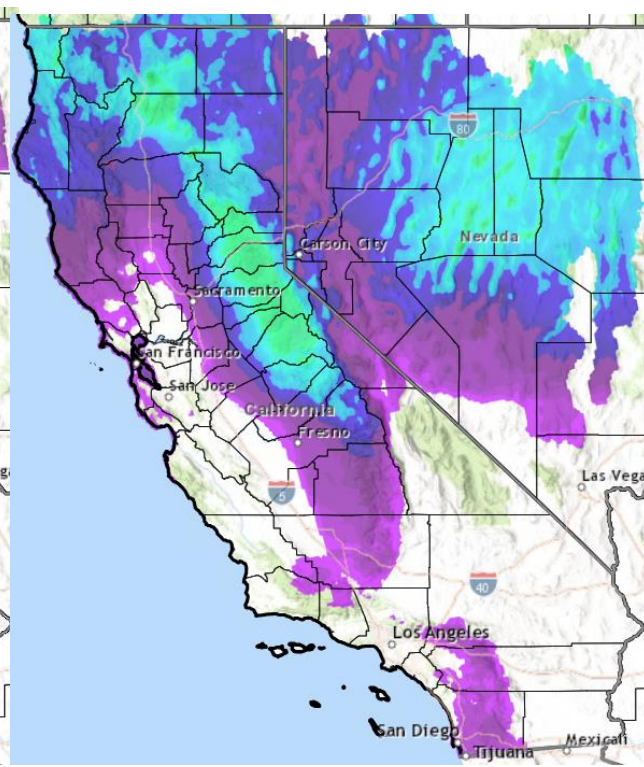 80
Nevada
Carson City
Sacramento
San Francisco
San Jose
California
Fresno
5
Las Vega
40
Los Angeles
San Diego
Tijuana
Mexicali